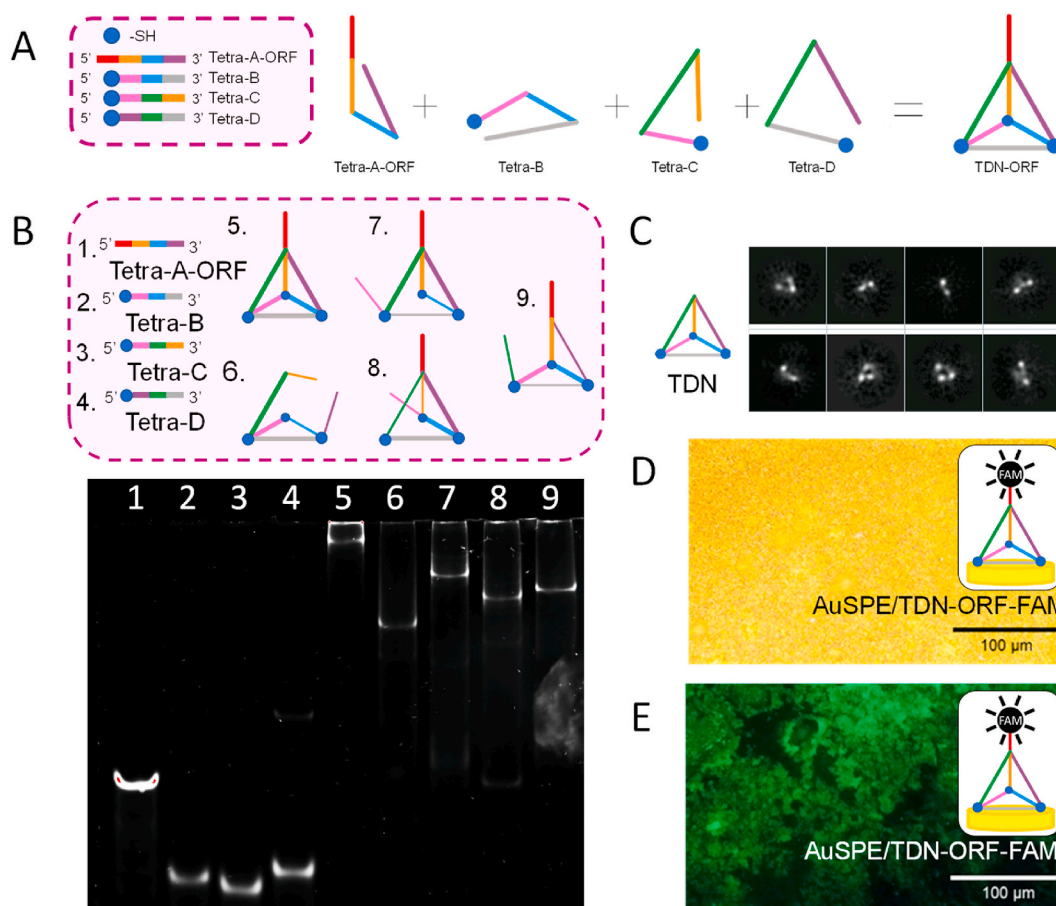 A
-SH
5' 3' Tetra-A-ORF
5' 3' Tetra-B
5' 3' Tetra-C
5' 3' Tetra-D
+ + + =
Tetra-A-ORF Tetra-B Tetra-C Tetra-D TDN-ORF
B
1. 5' 3'
Tetra-A-ORF
2. 5' 3'
Tetra-B
3. 5' 3'
Tetra-C
4. 5' 3'
Tetra-D
5. 7.
9.
6. 8.
1 2 3 4 5 6 7 8 9
C
TDN
D
FAM
AuSPE/TDN-ORF-FAM
100 µm
E
FAM
AuSPE/TDN-ORF-FAM
100 µm